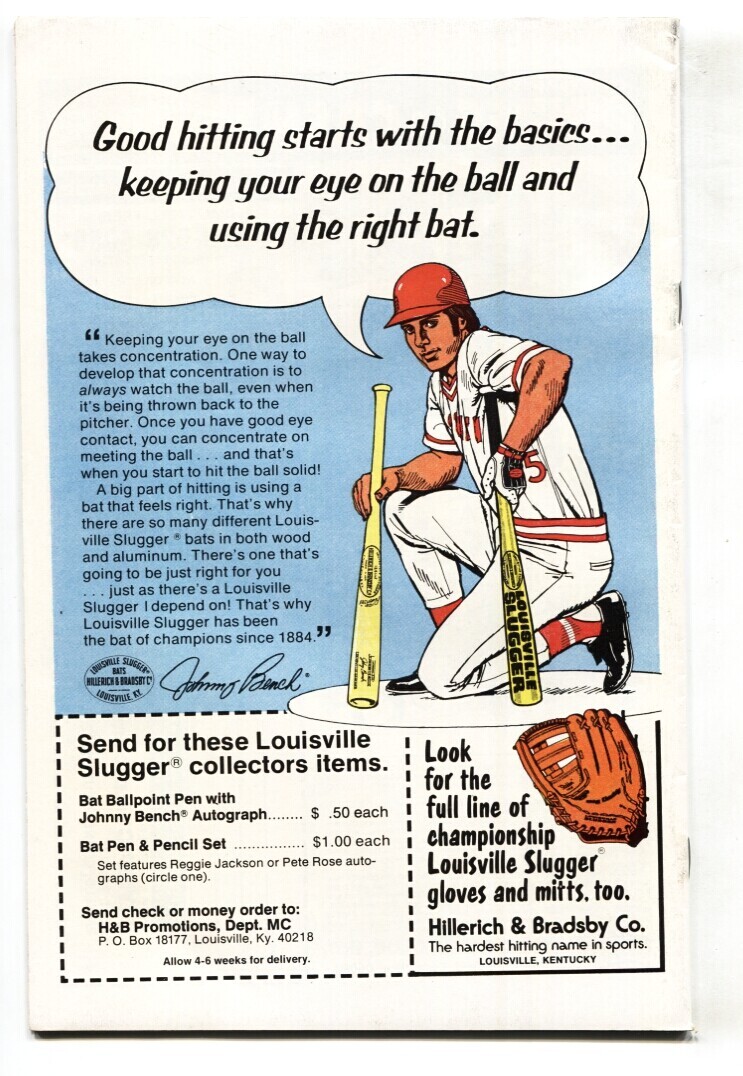 Good hitting starts with the basics...
keeping your eye on the ball and
using the right bat.
“ Keeping your eye on the ball
takes concentration. One way to
develop that concentration is to
always watch the ball, even when
it's being thrown back to the
pitcher. Once you have good eye
contact, you can concentrate on
meeting the ball . . . and that's
when you start to hit the ball solid!
A big part of hitting is using a
bat that feels right. That's why
there are so many different Louis-
ville Slugger ® bats in both wood
and aluminum. There's one that's
going to be just right for you
. . . just as there's a Louisville
Slugger I depend on! That's why
Louisville Slugger has been
the bat of champions since 1884.”
5
LOUISVILLE
SLUGGER
LOUISVILLE SLUGGER
BATS
HILLERICH & BRADSBY Co
LOUISVILLE, KY.
Johnny Bench
Send for these Louisville
Slugger® collectors items.
Bat Ballpoint Pen with
Johnny Bench® Autograph........ $ .50 each
Bat Pen & Pencil Set ................ $1.00 each
Set features Reggie Jackson or Pete Rose auto-
graphs (circle one).
Send check or money order to:
H&B Promotions, Dept. MC
P. O. Box 18177, Louisville, Ky. 40218
Allow 4-6 weeks for delivery.
Look
for the
full line of
championship
Louisville Slugger®
gloves and mitts, too.
Hillerich & Bradsby Co.
The hardest hitting name in sports.
LOUISVILLE, KENTUCKY